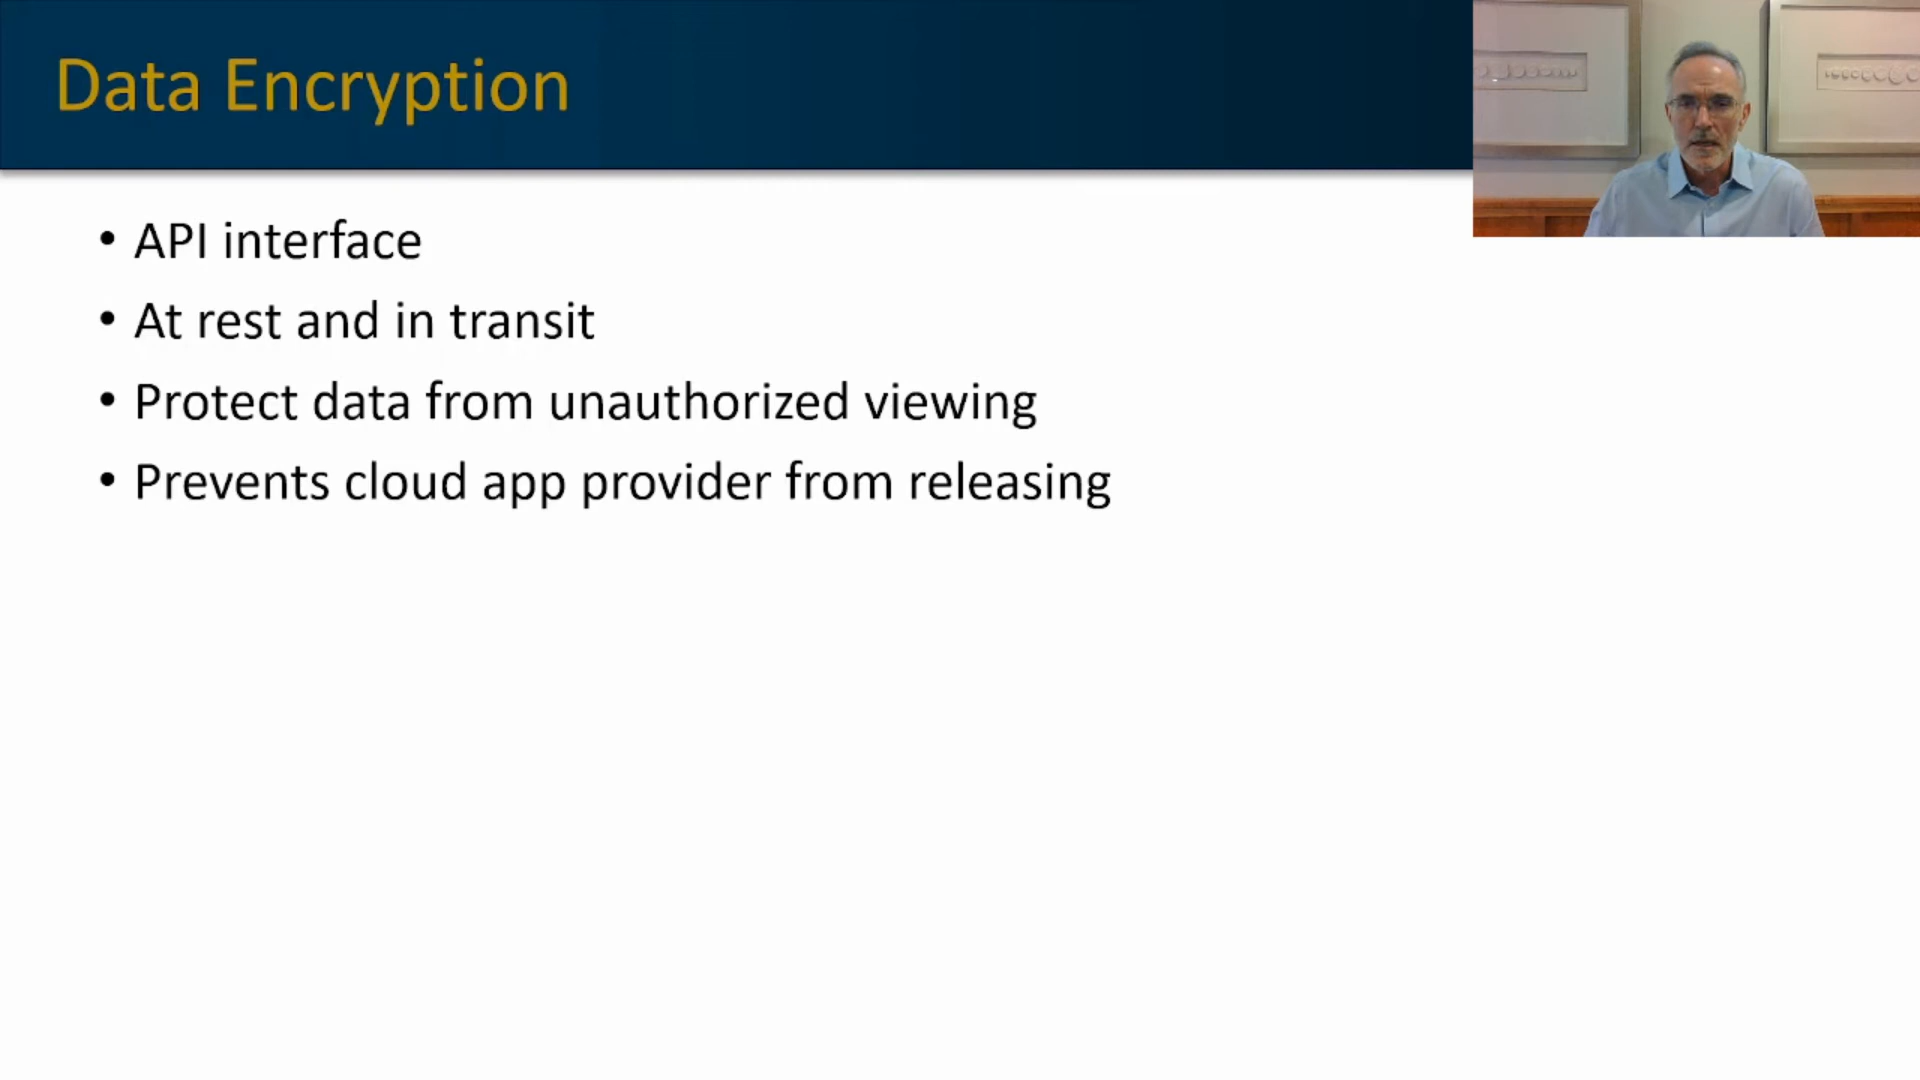 Data Encryption
• API interface
• At rest and in transit
• Protect data from unauthorized viewing
• Prevents cloud app provider from releasing